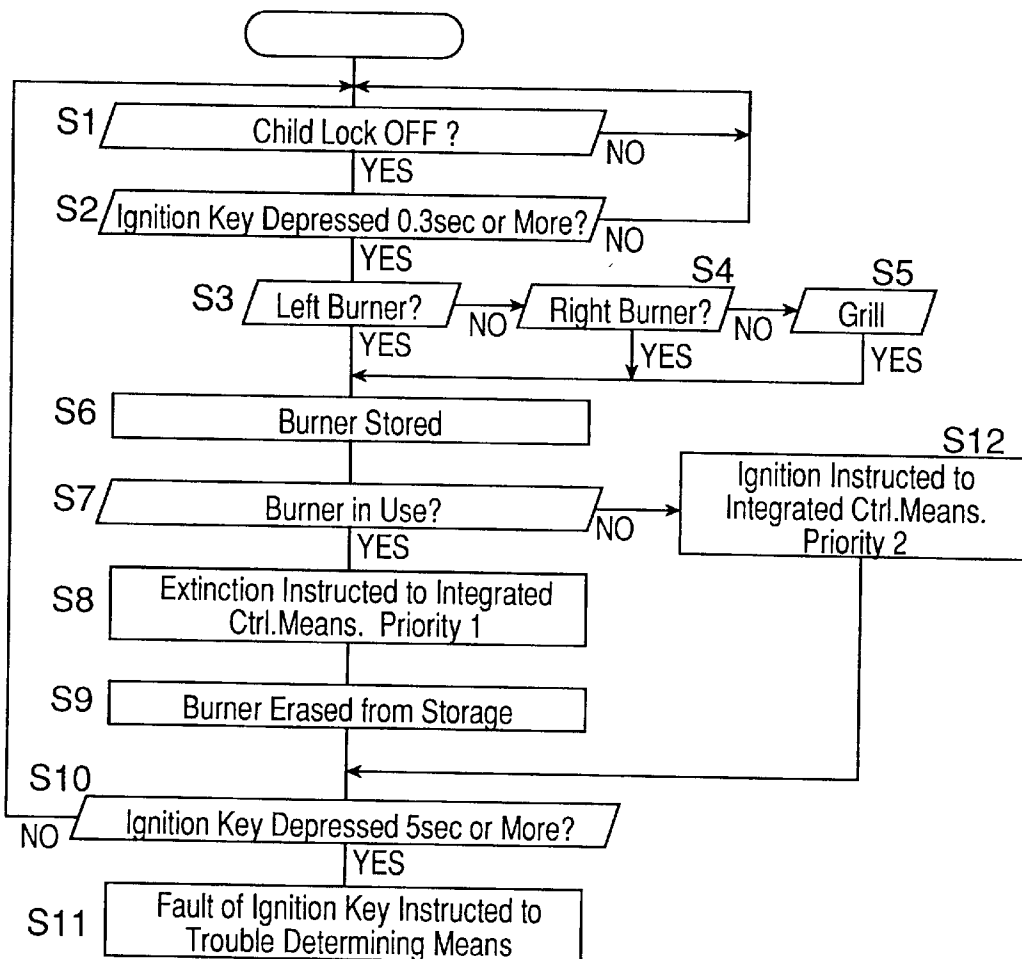 S1
Child Lock OFF ?
NO
YES
S2
Ignition Key Depressed 0.3sec or More?
NO
YES
S3
Left Burner?
NO
YES
S4
Right Burner?
NO
YES
S5
Grill
YES
S6
Burner Stored
S7
Burner in Use?
NO
YES
S12
Ignition Instructed to
Integrated Ctrl.Means.
Priority 2
S8
Extinction Instructed to Integrated
Ctrl.Means. Priority 1
S9
Burner Erased from Storage
S10
Ignition Key Depressed 5sec or More?
NO
YES
S11
Fault of Ignition Key Instructed to
Trouble Determining Means